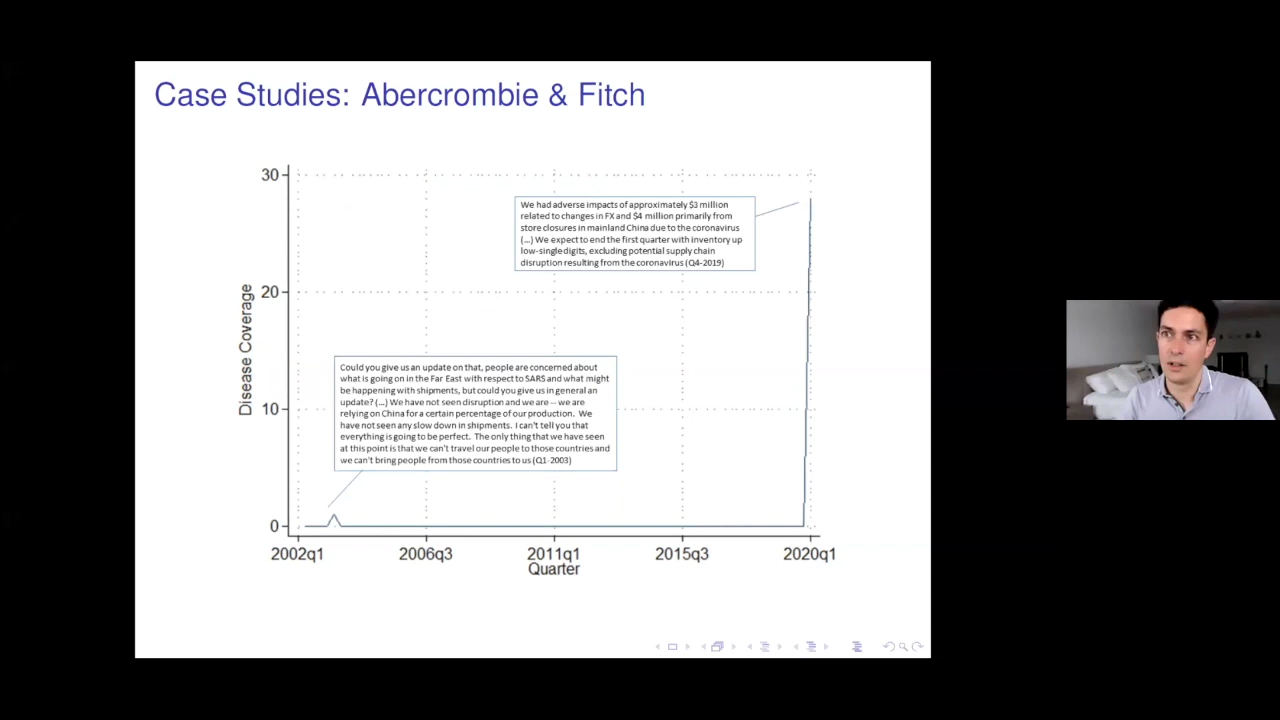 Case Studies: Abercrombie & Fitch
30
We had adverse impacts of approximately $3 million
related to changes in FX and $4 million primarily from
store closures in mainland China due to the coronavirus
(...) We expect to end the first quarter with inventory up
low-single digits, excluding potential supply chain
disruption resulting from the coronavirus (Q4-2019)
20
Disease Coverage
Could you give us an update on that, people are concerned about
what is going on in the Far East with respect to SARS and what might
be happening with shipments, but could you give us in general an
update? (...) We have not seen disruption and we are -- we are
relying on China for a certain percentage of our production. We
have not seen any slow down in shipments. I can't tell you that
everything is going to be perfect. The only thing that we have seen
at this point is that we can't travel our people to those countries and
we can't bring people from those countries to us (Q1-2003)
10
0
2002q1 2006q3 2011q1 2015q3 2020q1
Quarter